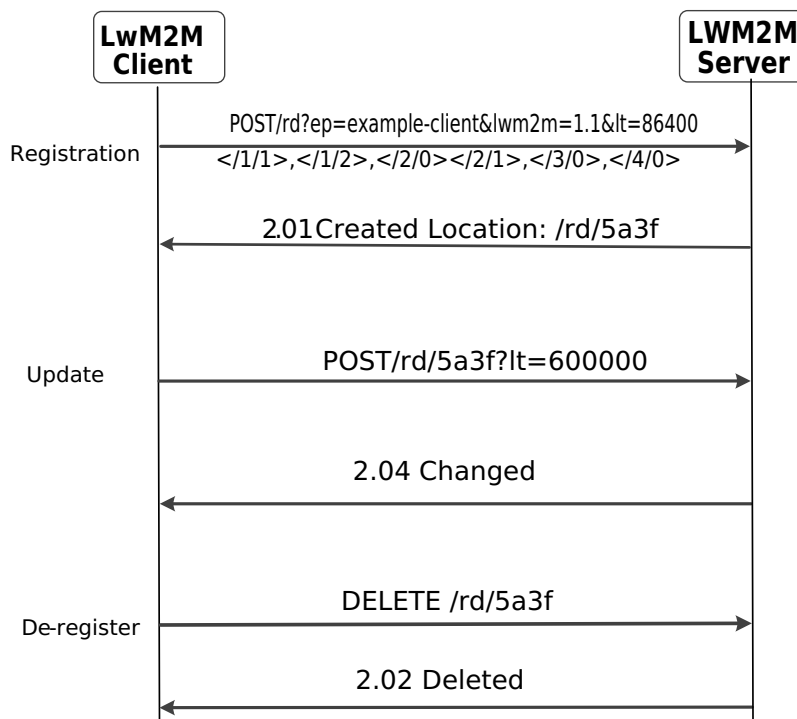 LwM2M
Client
LWM2M
Server
POST/rd?ep=example-client&lwm2m=1.1&lt=86400
Registration
</1/1>,</1/2>,</2/0></2/1>,</3/0>,</4/0>
2.01Created Location: /rd/5a3f
POST/rd/5a3f?lt=600000
Update
2.04 Changed
DELETE /rd/5a3f
De-register
2.02 Deleted